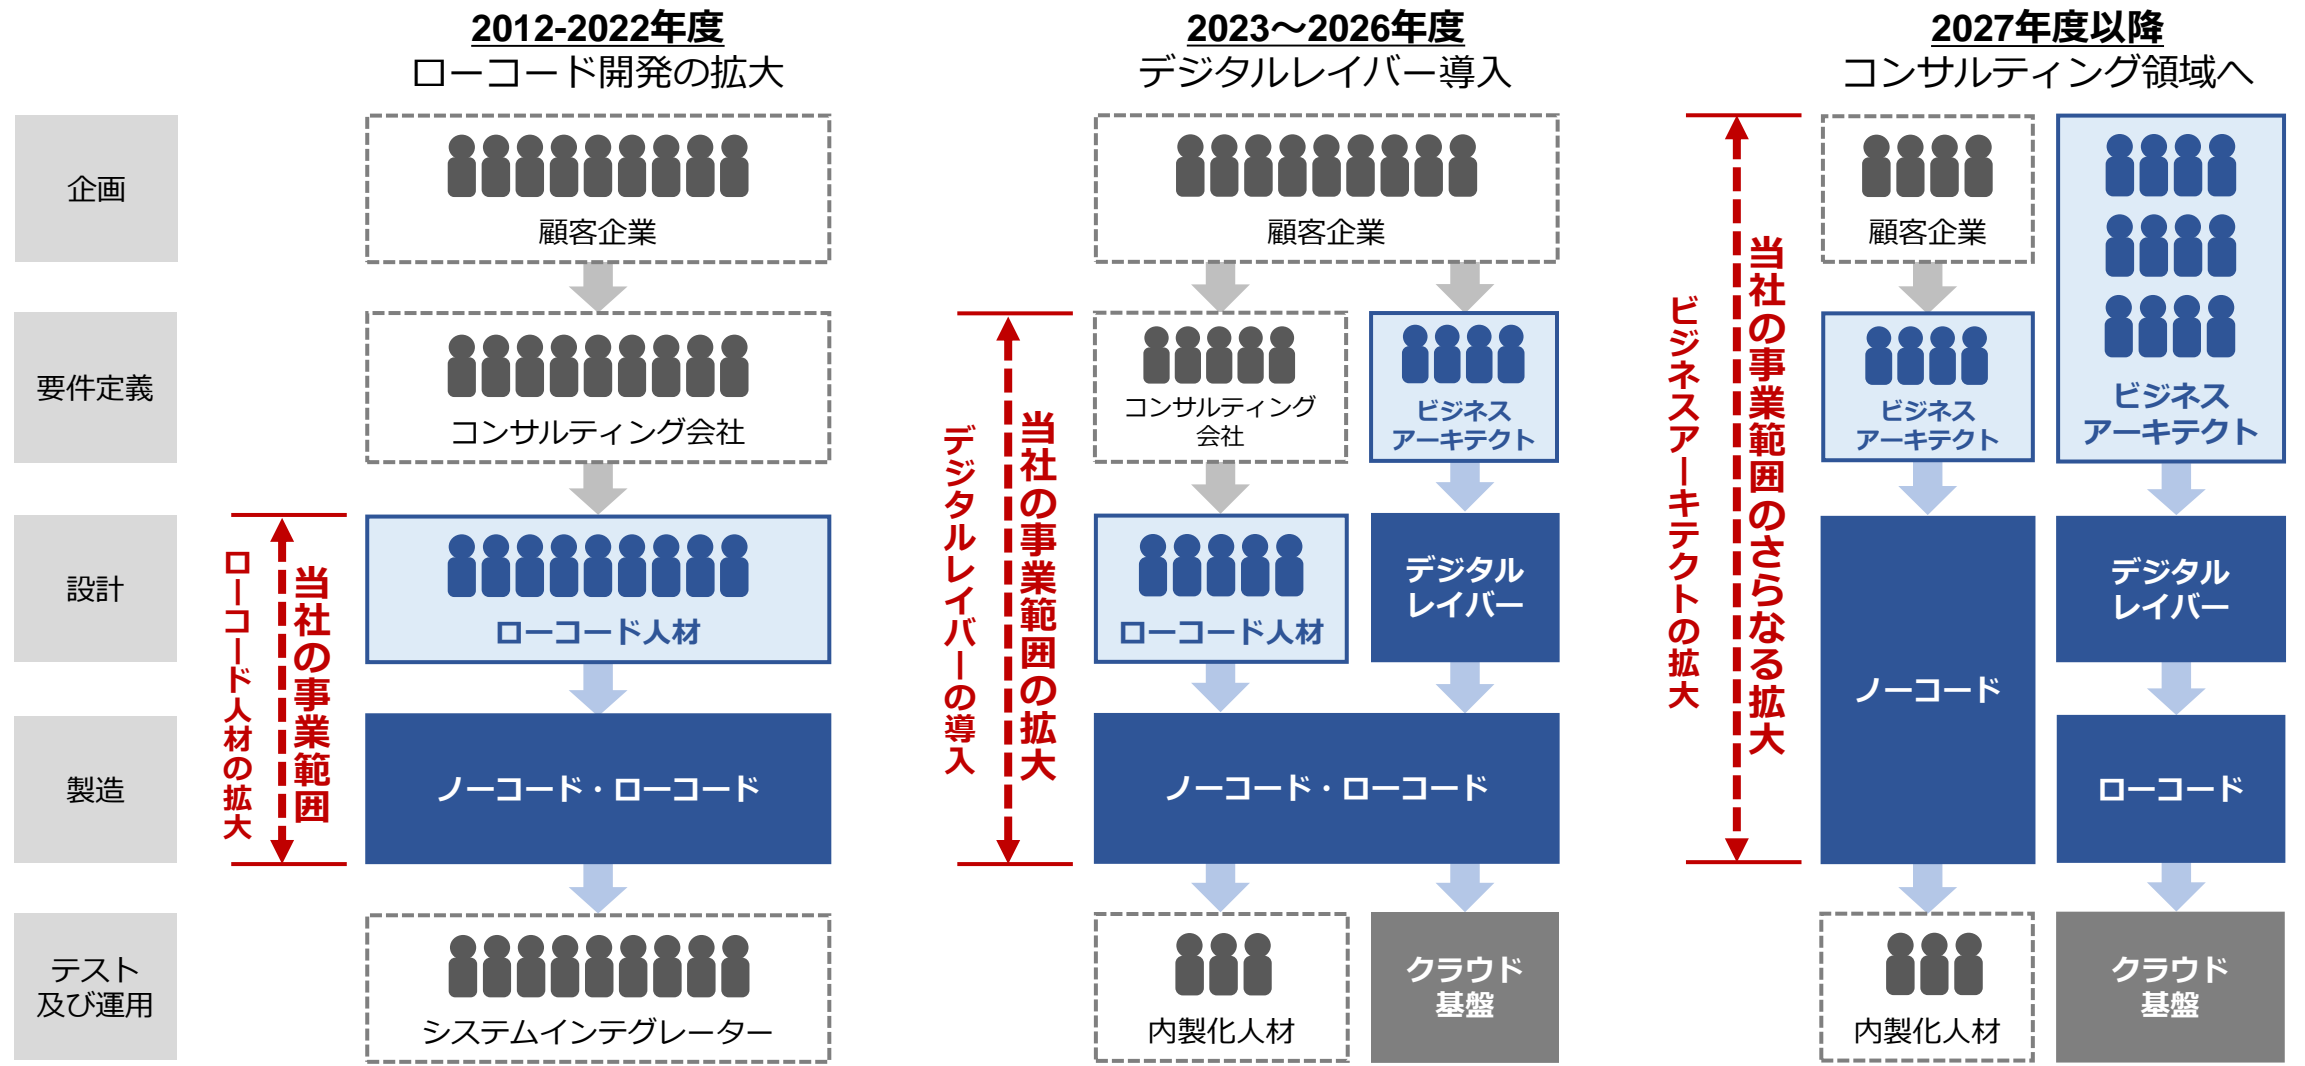 2012-2022年度
ローコード開発の拡大
2023～2026年度
デジタルレイバー導入
2027年度以降
コンサルティング領域へ
企画
要件定義
設計
製造
テスト
及び運用
当社の事業範囲
ローコード人材の拡大
顧客企業
コンサルティング会社
ローコード人材
ノーコード・ローコード
システムインテグレーター
当社の事業範囲の拡大
デジタルレイバーの導入
顧客企業
コンサルティング
会社
ビジネス
アーキテクト
ローコード人材
デジタル
レイバー
ノーコード・ローコード
内製化人材
クラウド
基盤
当社の事業範囲のさらなる拡大
ビジネスアーキテクトの拡大
顧客企業
ビジネス
アーキテクト
ビジネス
アーキテクト
ノーコード
デジタル
レイバー
ローコード
内製化人材
クラウド
基盤